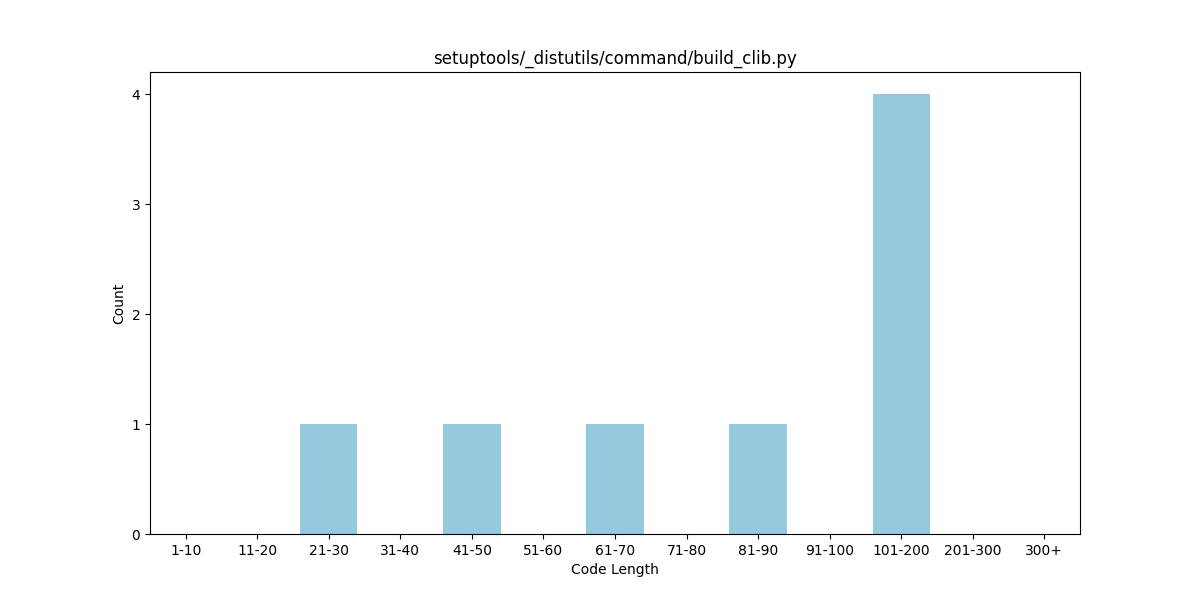 setuptools/_distutils/command/build_clib.py
4
3
2
1
0
Count
1-10 11-20 21-30 31-40 41-50 51-60 61-70 71-80 81-90 91-100 101-200 201-300 300+
Code Length